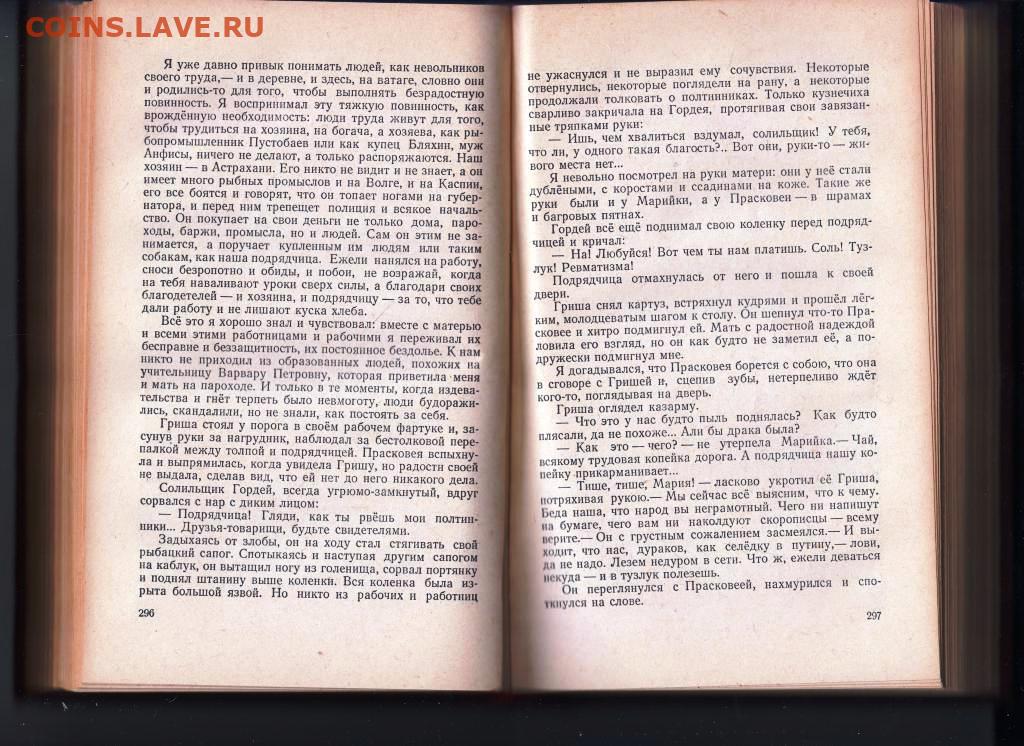 COINS.LAVE.RU
Я уже давно привык понимать людей, как невольников
своего труда,— и в деревне, и здесь, на ватаге, словно они
и родились-то для того, чтобы выполнять безрадостную
повинность. Я воспринимал эту тяжкую повинность, как
врождённую необходимость: люди труда живут для того,
чтобы трудиться на хозяина, на богача, а хозяева, как ры-
бопромышленник Пустобаев или как купец Бляхин, муж
Анфисы, ничего не делают, а только распоряжаются. Наш
хозяин — в Астрахани. Его никто не видит и не знает, а он
имеет много рыбных промыслов и на Волге, и на Каспии,
его все боятся и говорят, что он топает ногами на губер-
натора, и перед ним трепещет полиция и всякое началь-
ство. Он покупает на свои деньги не только дома, паро-
ходы, баржи, промысла, но и людей. Сам он этим не за-
нимается, а поручает купленным им людям или таким
собакам, как наша подрядчица. Ежели нанялся на работу,
сноси безропотно и обиды, и побои, не возражай, когда
на тебя наваливают уроки сверх силы, а благодари своих
благодетелей — и хозяина, и подрядчицу — за то, что тебе
дали работу и не лишают куска хлеба.
Всё это я хорошо знал и чувствовал: вместе с матерью
и всеми этими работницами и рабочими я переживал их
бесправие и беззащитность, их постоянное бездолье. К нам
никто не приходил из образованных людей, похожих на
учительницу Варвару Петровну, которая приветила меня
и мать на пароходе. И только в те моменты, когда издева-
тельства и гнёт терпеть было невмоготу, люди будоражи-
лись, скандалили, но не знали, как постоять за себя.
Гриша стоял у порога в своём рабочем фартуке и, за-
сунув руки за нагрудник, наблюдал за бестолковой пере-
палкой между толпой и подрядчицей. Прасковея вспыхну-
ла и выпрямилась, когда увидела Гришу, но радости своей
не выдала, сделав вид, что ей нет до него никакого дела.
Солильщик Гордей, всегда угрюмо-замкнутый, вдруг
сорвался с нар с диким лицом:
— Подрядчица! Гляди, как ты рвёшь мои полтин-
ники... Друзья-товарищи, будьте свидетелями.
Задыхаясь от злобы, он на ходу стал стягивать свой
рыбацкий сапог. Спотыкаясь и наступая другим сапогом
на каблук, он вытащил ногу из голенища, сорвал портянку
и поднял штанину выше коленки. Вся коленка была из-
рыта большой язвой. Но никто из рабочих и работниц
296
не ужаснулся и не выразил ему сочувствия. Некоторые
отвернулись, некоторые поглядели на рану, а некоторые
продолжали толковать о полтинниках. Только кузнечиха
сварливо закричала на Гордея, протягивая свои завязан-
ные тряпками руки:
— Ишь, чем хвалиться вздумал, солильщик! У тебя,
что ли, у одного такая благость?.. Вот они, руки-то — жи-
вого места нет...
Я невольно посмотрел на руки матери: они у неё стали
дублёными, с коростами и ссадинами на коже. Такие же
руки были и у Марийки, а у Прасковеи — в шрамах
и багровых пятнах.
Гордей всё ещё поднимал свою коленку перед подряд-
чицей и кричал:
— На! Любуйся! Вот чем ты нам платишь. Соль! Туз-
лук! Ревматизма!
Подрядчица отмахнулась от него и пошла к своей
двери.
Гриша снял картуз, встряхнул кудрями и прошёл лёг-
ким, молодцеватым шагом к столу. Он шепнул что-то Пра-
сковее и хитро подмигнул ей. Мать с радостной надеждой
ловила его взгляд, но он как будто не заметил её, а по-
дружески подмигнул мне.
Я догадывался, что Прасковея борется с собою, что она
в сговоре с Гришей и, сцепив зубы, нетерпеливо ждёт
кого-то, поглядывая на дверь.
Гриша оглядел казарму.
— Что это у нас будто пыль поднялась? Как будто
плясали, да не похоже... Али бы драка была?
— Как это — чего? — не утерпела Марийка.— Чай,
всякому трудовая копейка дорога. А подрядчица нашу ко-
пейку прикарманивает...
— Тише, тише, Мария! — ласково укротил её Гриша,
потряхивая рукою.— Мы сейчас всё выясним, что к чему.
Беда наша, что народ вы неграмотный. Чего ни напишут
на бумаге, чего вам ни наколдуют скорописцы — всему
верите.— Он с грустным сожалением засмеялся.— И вы-
ходит, что нас, дураков, как селёдку в путину,— лови,
да не надо. Лезем недуром в сети. Что ж, ежели деваться
некуда — и в тузлук полезешь.
Он переглянулся с Прасковеей, нахмурился и спо-
ткнулся на слове.
297